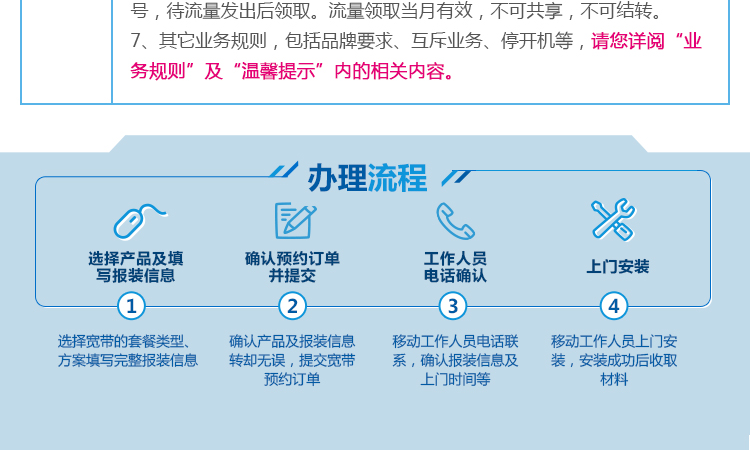 号，待流量发出后领取。流量领取当月有效，不可共享，不可结转。
7、其它业务规则，包括品牌要求、互斥业务、停开机等，请您详阅“业
务规则”及“温馨提示”内的相关内容。
办理流程
选择产品及填
写报装信息
确认预约订单
并提交
工作人员
电话确认
上门安装
1
2
3
4
选择宽带的套餐类型、
方案填写完整报装信息
确认产品及报装信息
转却无误，提交宽带
预约订单
移动工作人员电话联
系，确认报装信息及
上门时间等
移动工作人员上门安
装，安装成功后收取
材料